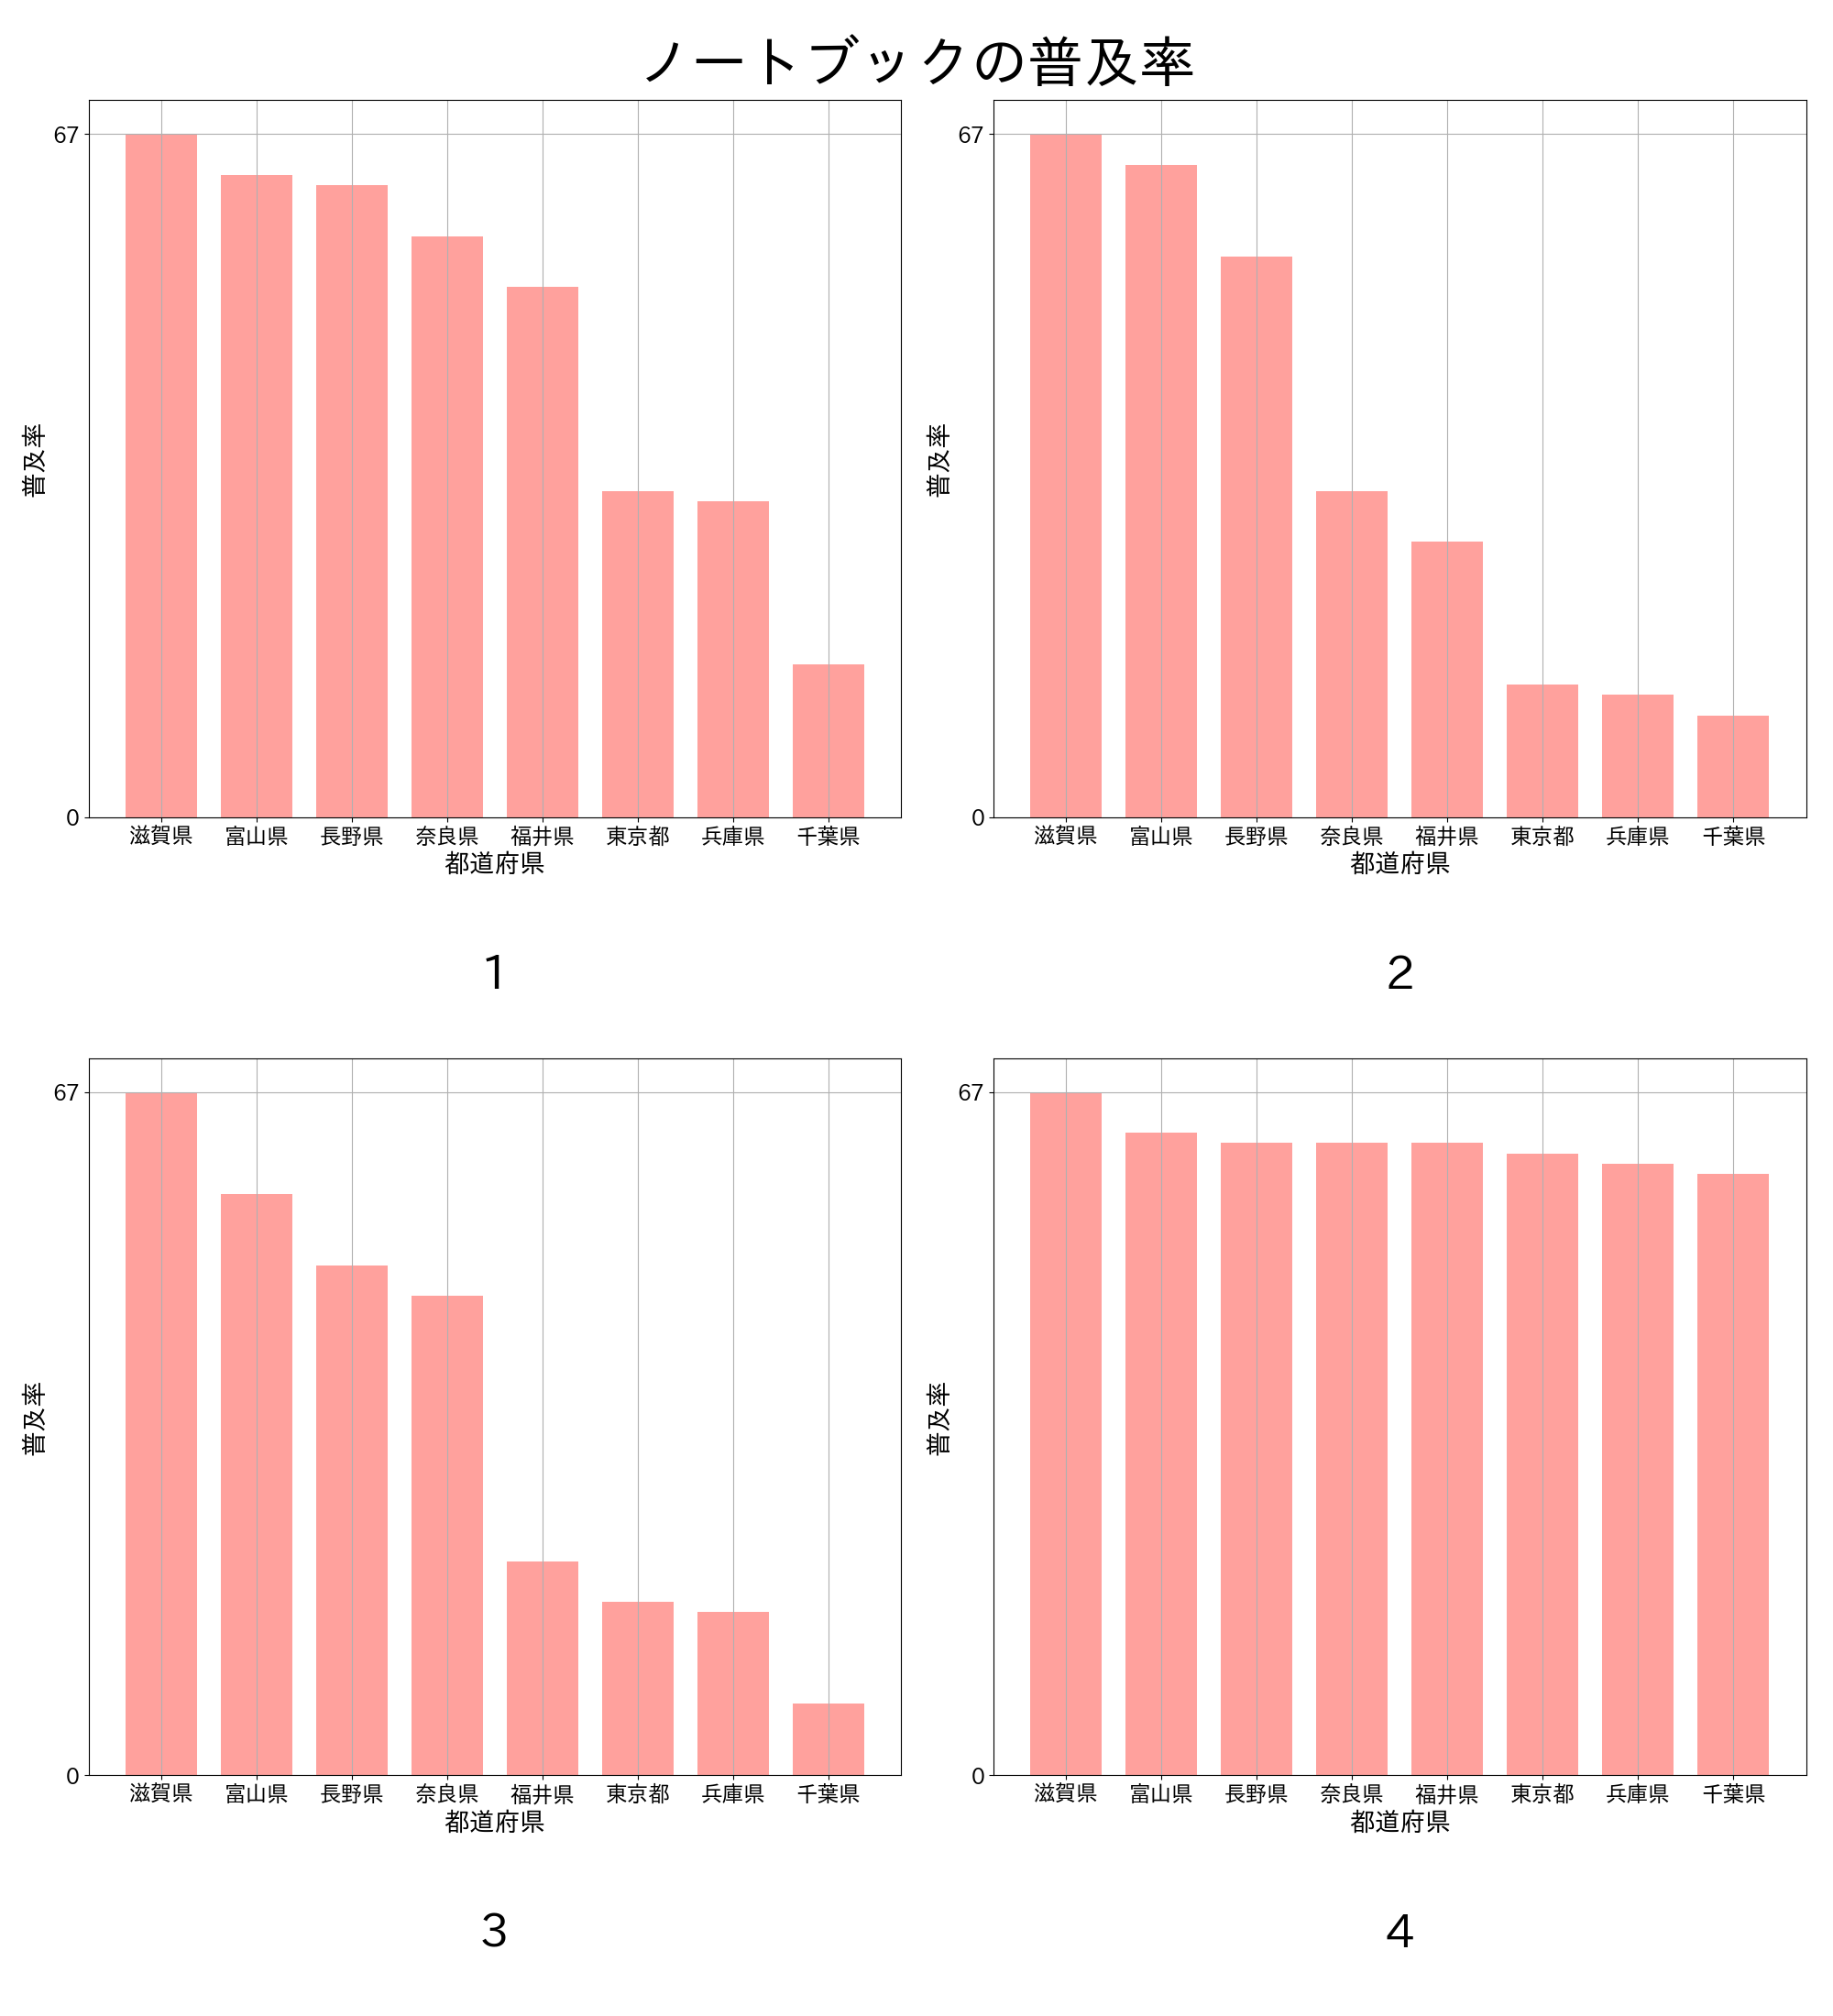 ノートブックの普及率
67
0
普及率
滋賀県 富山県 長野県 奈良県 福井県 東京都 兵庫県 千葉県
都道府県
1
67
0
普及率
滋賀県 富山県 長野県 奈良県 福井県 東京都 兵庫県 千葉県
都道府県
2
67
0
普及率
滋賀県 富山県 長野県 奈良県 福井県 東京都 兵庫県 千葉県
都道府県
3
67
0
普及率
滋賀県 富山県 長野県 奈良県 福井県 東京都 兵庫県 千葉県
都道府県
4